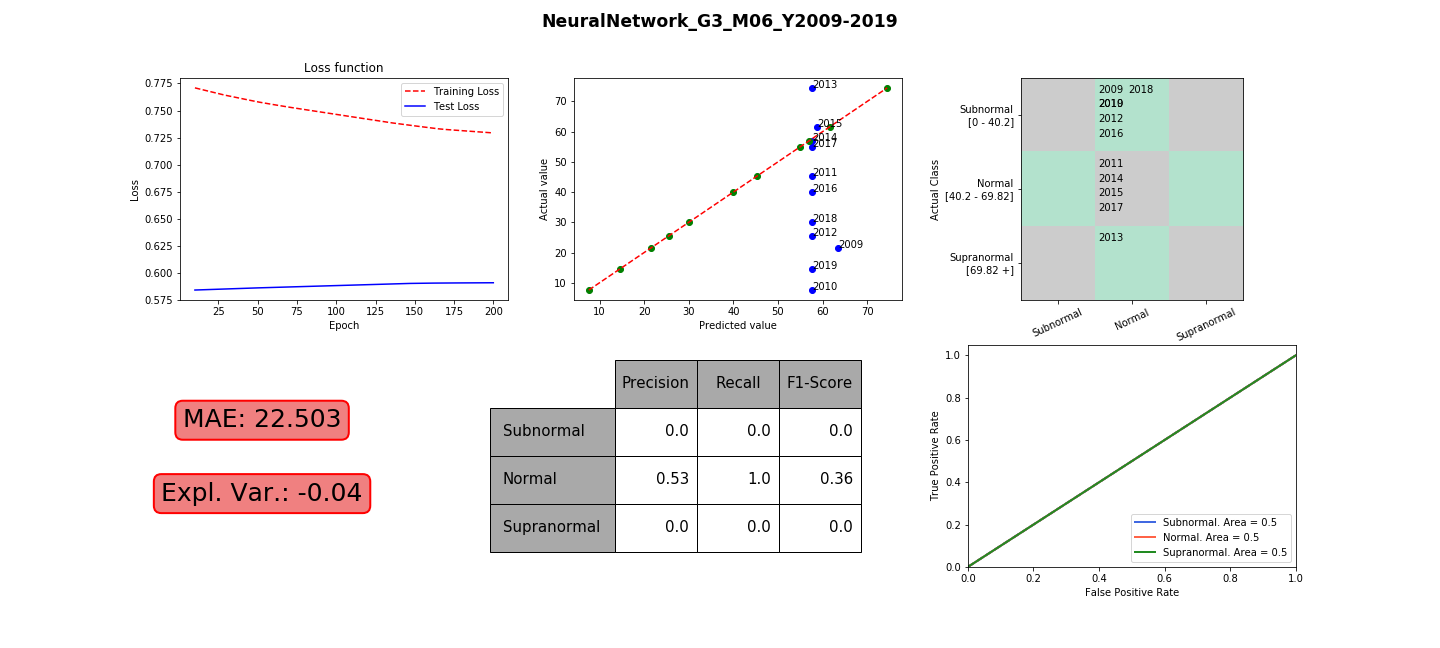 NeuralNetwork_G3_M06_Y2009-2019
Loss function
0.775
0.750
0.725
0.700
0.675
0.650
0.625
0.600
0.575
Loss
25 50 75 100 125 150 175 200
Epoch
Training Loss
Test Loss
70
60
50
40
30
20
10
Actual value
10 20 30 40 50 60 70
Predicted value
2013
2015
2014
2017
2011
2016
2018
2012
2009
2019
2010
Actual Class
Subnormal
[0 - 40.2]
Normal
[40.2 - 69.82]
Supranormal
[69.82 +]
2009 2018
2012
2016
2011
2014
2015
2017
2013
Subnormal Normal Supranormal
MAE: 22.503
Expl. Var.: -0.04
Precision Recall F1-Score
Subnormal 0.0 0.0 0.0
Normal 0.53 1.0 0.36
Supranormal 0.0 0.0 0.0
1.0
0.8
0.6
0.4
0.2
0.0
True Positive Rate
0.0 0.2 0.4 0.6 0.8 1.0
False Positive Rate
Subnormal. Area = 0.5
Normal. Area = 0.5
Supranormal. Area = 0.5